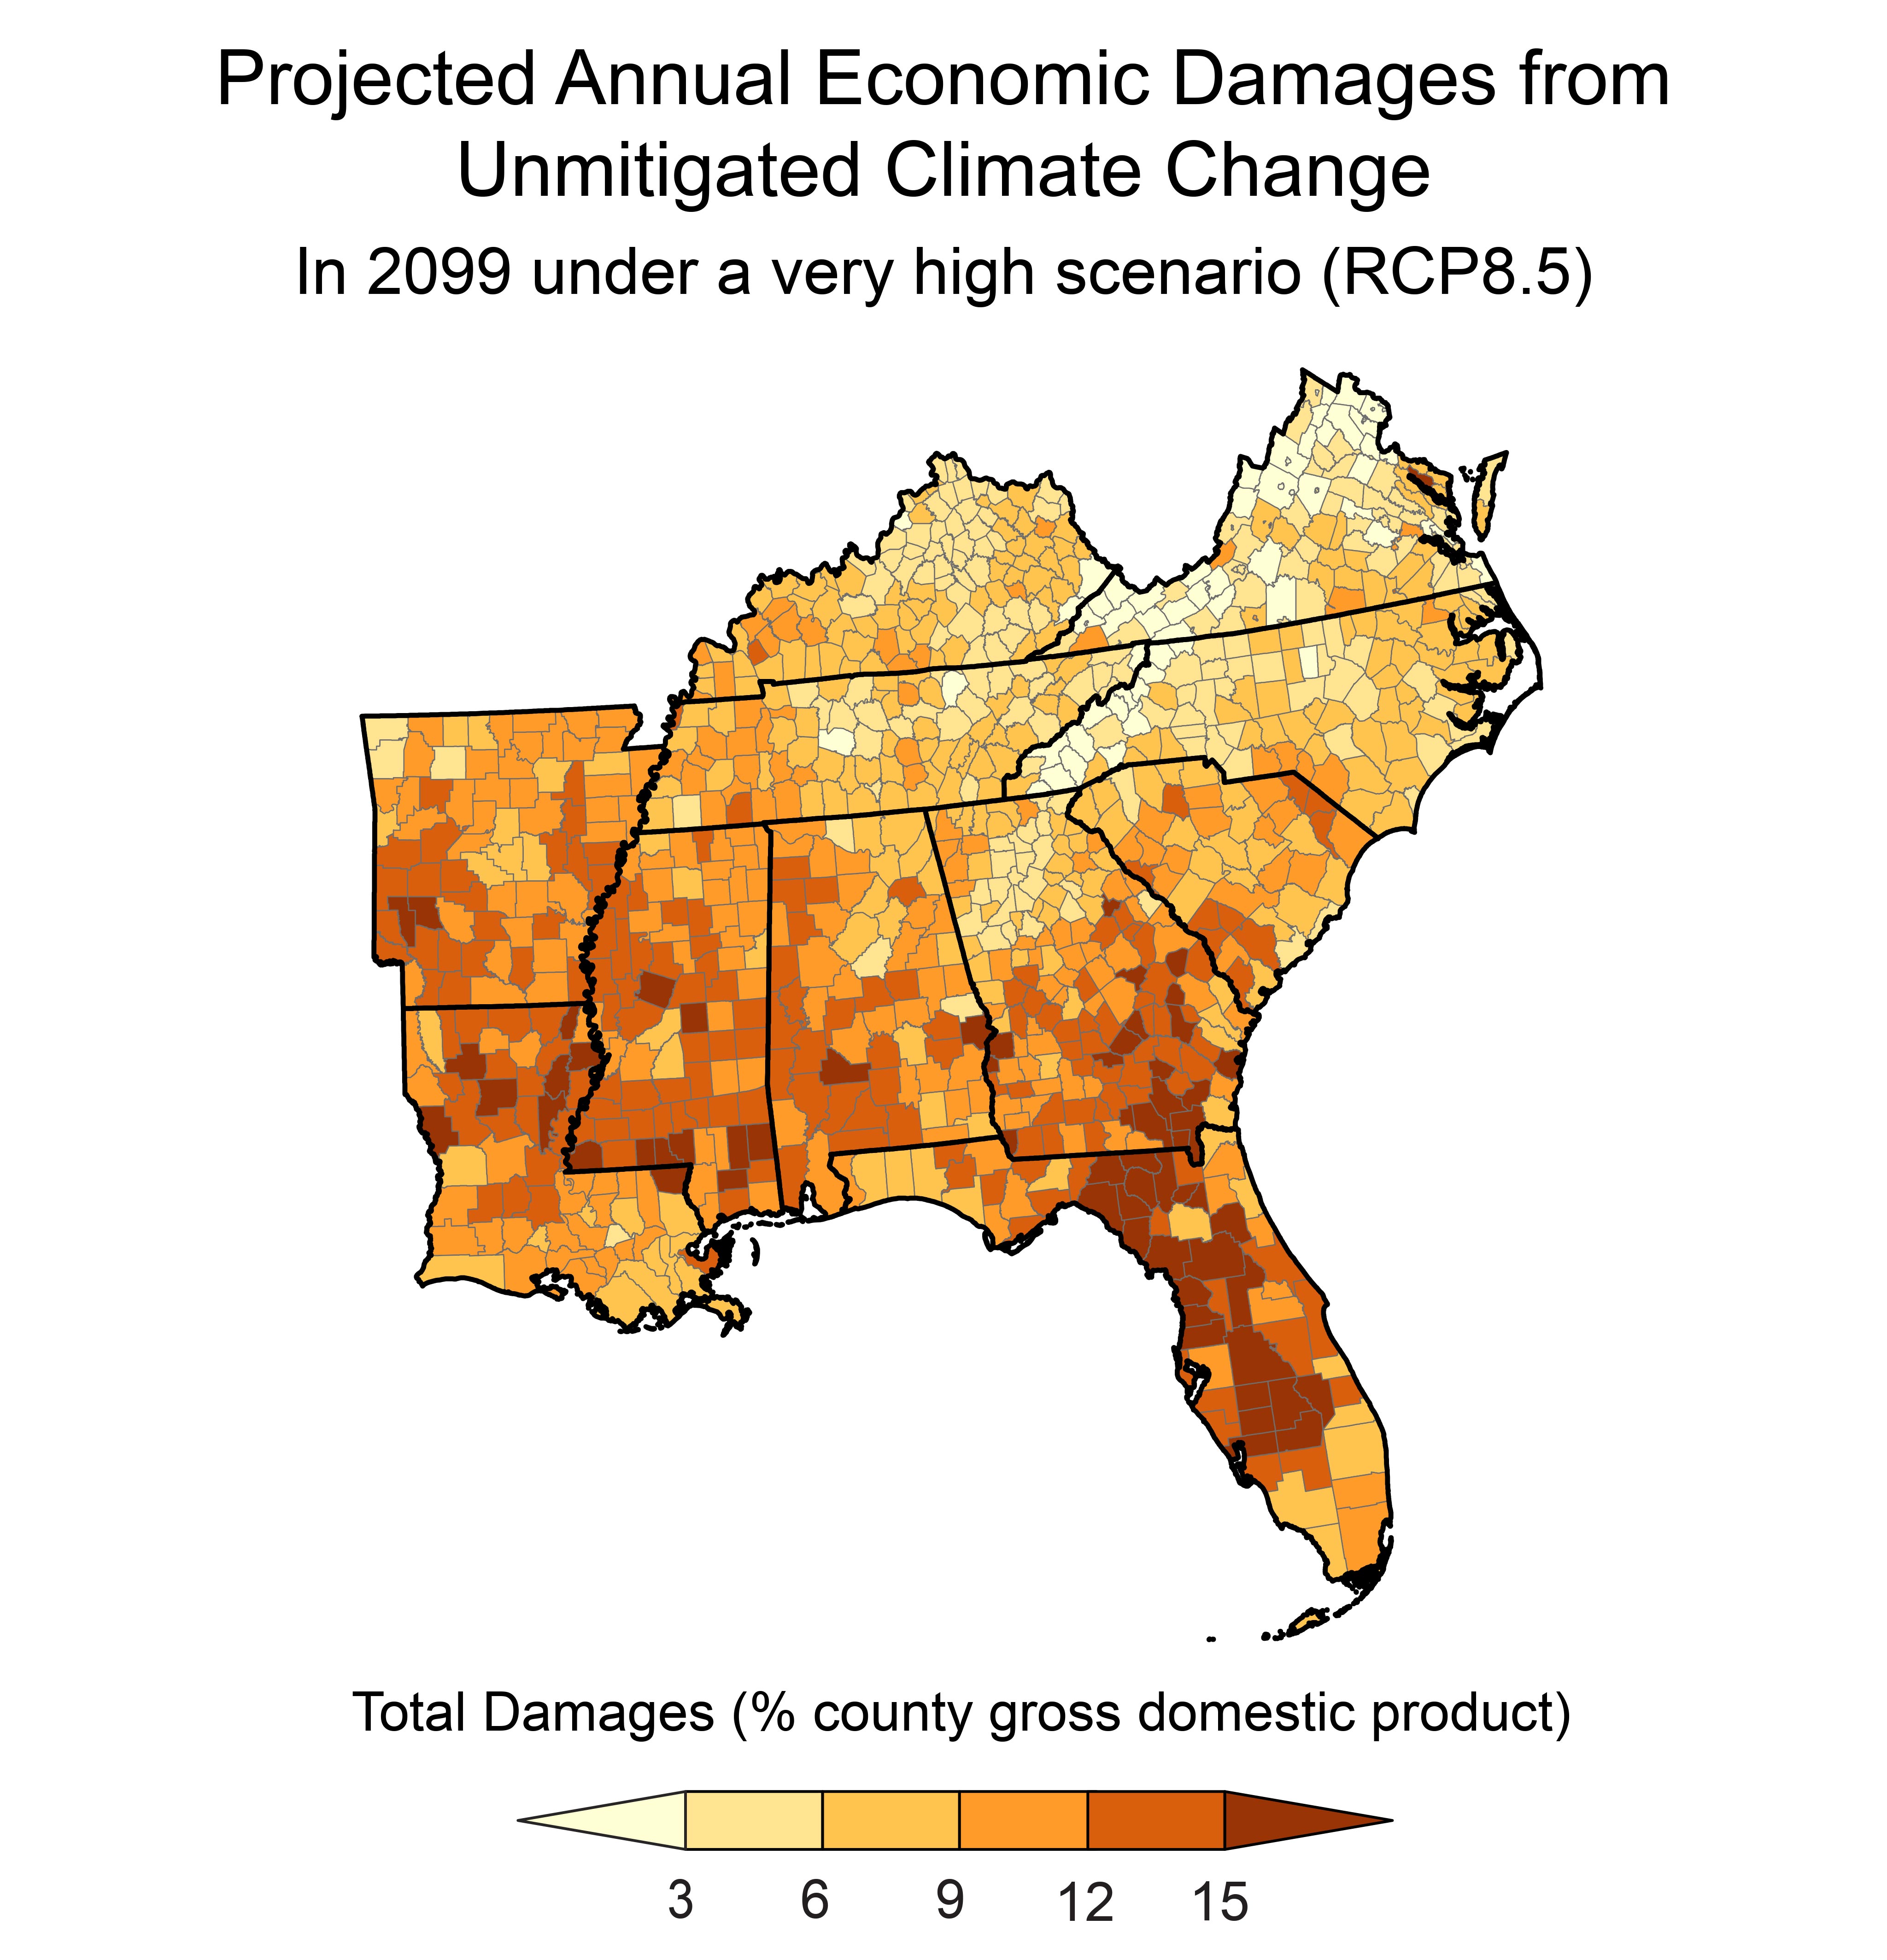 Projected Annual Economic Damages from
Unmitigated Climate Change
In 2099 under a very high scenario (RCP8.5)
Total Damages (% county gross domestic product)
3 6 9 12 15